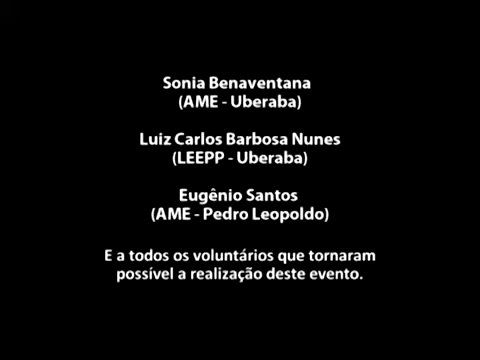 Sonia Benaventana
(AME - Uberaba)
Luiz Carlos Barbosa Nunes
(LEEPP - Uberaba)
Eugênio Santos
(AME - Pedro Leopoldo)
E a todos os voluntários que tornaram
possível a realização deste evento.